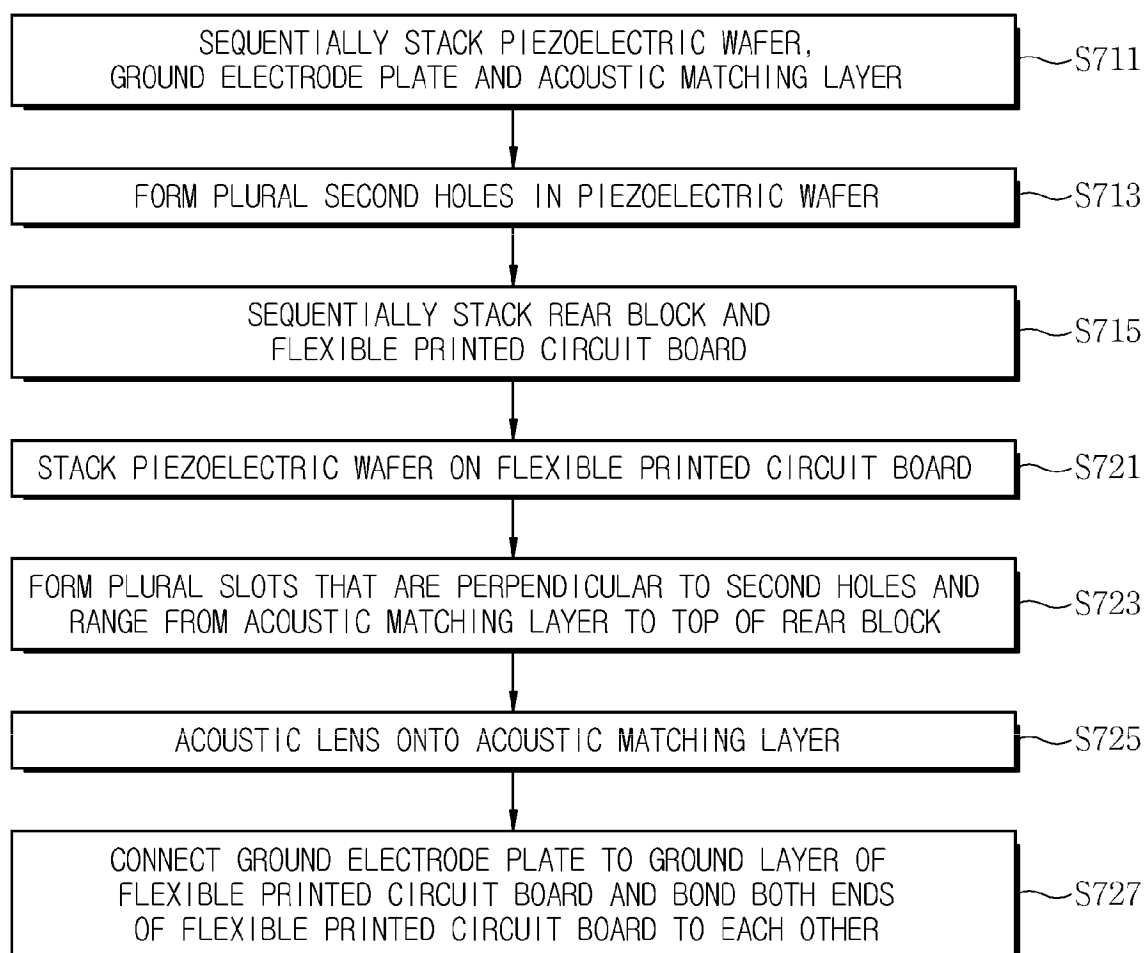 SEQUENTIALLY STACK PIEZOELECTRIC WAFER,
GROUND ELECTRODE PLATE AND ACOUSTIC MATCHING LAYER
S711
FORM PLURAL SECOND HOLES IN PIEZOELECTRIC WAFER
S713
SEQUENTIALLY STACK REAR BLOCK AND
FLEXIBLE PRINTED CIRCUIT BOARD
S715
STACK PIEZOELECTRIC WAFER ON FLEXIBLE PRINTED CIRCUIT BOARD
S721
FORM PLURAL SLOTS THAT ARE PERPENDICULAR TO SECOND HOLES AND
RANGE FROM ACOUSTIC MATCHING LAYER TO TOP OF REAR BLOCK
S723
ACOUSTIC LENS ONTO ACOUSTIC MATCHING LAYER
S725
CONNECT GROUND ELECTRODE PLATE TO GROUND LAYER OF
FLEXIBLE PRINTED CIRCUIT BOARD AND BOND BOTH ENDS
OF FLEXIBLE PRINTED CIRCUIT BOARD TO EACH OTHER
S727